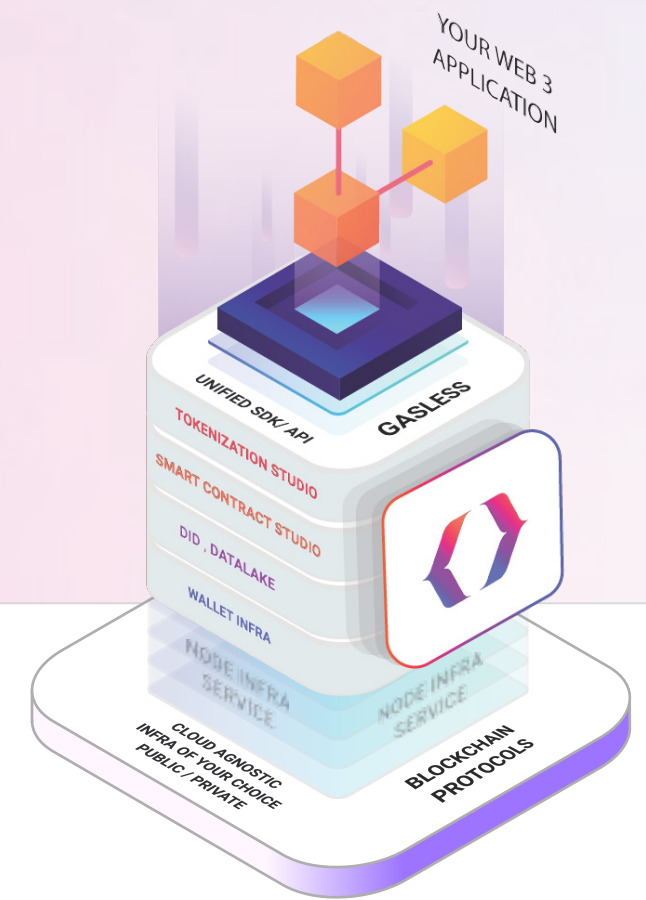 YOUR WEB 3
APPLICATION
UNIFIED SDK/ API
GASLESS
TOKENIZATION STUDIO
SMART CONTRACT STUDIO
DID , DATALAKE
WALLET INFRA
NODE INFRA
SERVICE
NODE INFRA
SERVICE
CLOUD AGNOSTIC
INFRA OF YOUR CHOICE
PUBLIC / PRIVATE
BLOCKCHAIN
PROTOCOLS